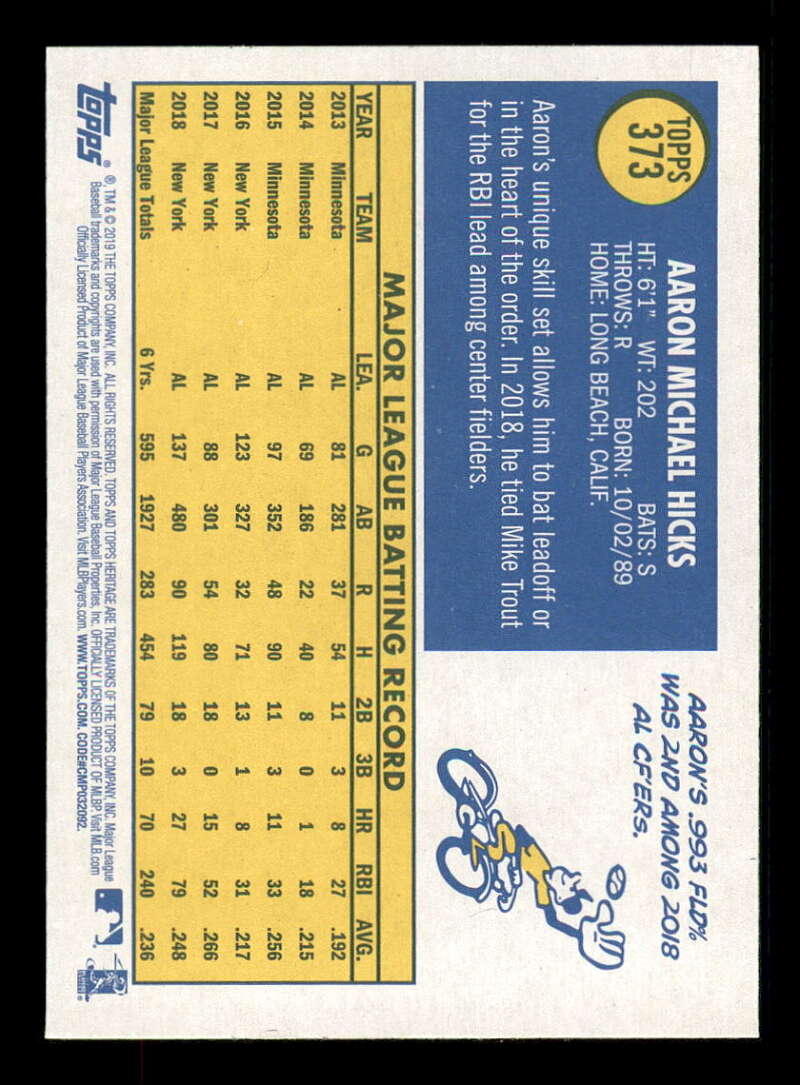 TOPPS
373
AARON MICHAEL HICKS
HT: 6'1" WT: 202 BATS: S
THROWS: R BORN: 10/02/89
HOME: LONG BEACH, CALIF.
Aaron's unique skill set allows him to bat leadoff or
in the heart of the order. In 2018, he tied Mike Trout
for the RBI lead among center fielders.
AARON'S .993 FLD%
WAS 2ND AMONG 2018
AL CF'ERS.
MAJOR LEAGUE BATTING RECORD
YEAR TEAM LEA. G AB R H 2B 3B HR RBI AVG.
2013 Minnesota AL 81 281 37 54 11 3 8 27 .192
2014 Minnesota AL 69 186 22 40 8 0 1 18 .215
2015 Minnesota AL 97 352 48 90 11 3 11 33 .256
2016 New York AL 123 327 32 71 13 1 8 31 .217
2017 New York AL 88 301 54 80 18 0 15 52 .266
2018 New York AL 137 480 90 119 18 3 27 79 .248
Major League Totals 6 Yrs. 595 1927 283 454 79 10 70 240 .236
topps®
®, TM & © 2019 THE TOPPS COMPANY, INC. ALL RIGHTS RESERVED. TOPPS AND TOPPS HERITAGE ARE TRADEMARKS OF THE TOPPS COMPANY, INC. Major League
Baseball trademarks and copyrights are used with permission of Major League Baseball Properties, Inc. OFFICIALLY LICENSED PRODUCT OF MLBP. Visit MLB.com
Officially Licensed Product of Major League Baseball Players Association. Visit MLBPlayers.com. WWW.TOPPS.COM. CODE#CMP032092.